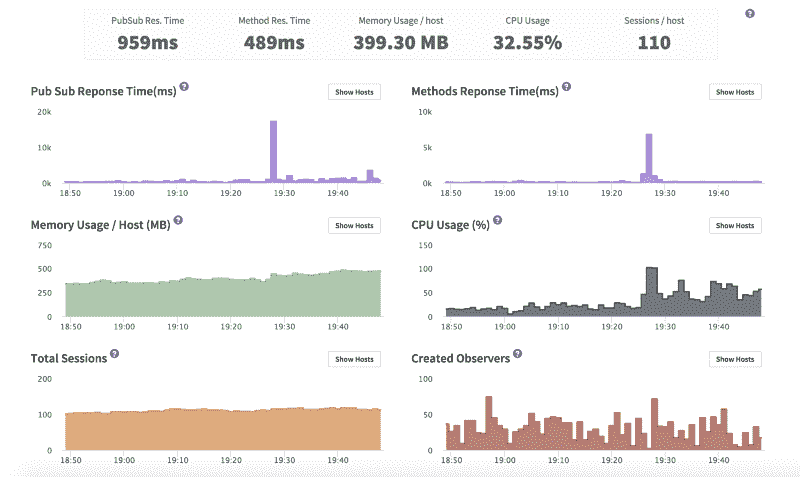 PubSub Res. Time Method Res. Time Memory Usage / host CPU Usage Sessions / host ?
959ms 489ms 399.30 MB 32.55% 110
Pub Sub Reponse Time(ms) ? Show Hosts
20k
10k
0k
18:50 19:00 19:10 19:20 19:30 19:40
Methods Reponse Time(ms) ? Show Hosts
10k
5k
0k
18:50 19:00 19:10 19:20 19:30 19:40
Memory Usage / Host (MB) ? Show Hosts
750
500
250
0
18:50 19:00 19:10 19:20 19:30 19:40
CPU Usage (%) ? Show Hosts
150
100
50
0
18:50 19:00 19:10 19:20 19:30 19:40
Total Sessions ? Show Hosts
200
100
0
18:50 19:00 19:10 19:20 19:30 19:40
Created Observers ? Show Hosts
100
50
0
18:50 19:00 19:10 19:20 19:30 19:40